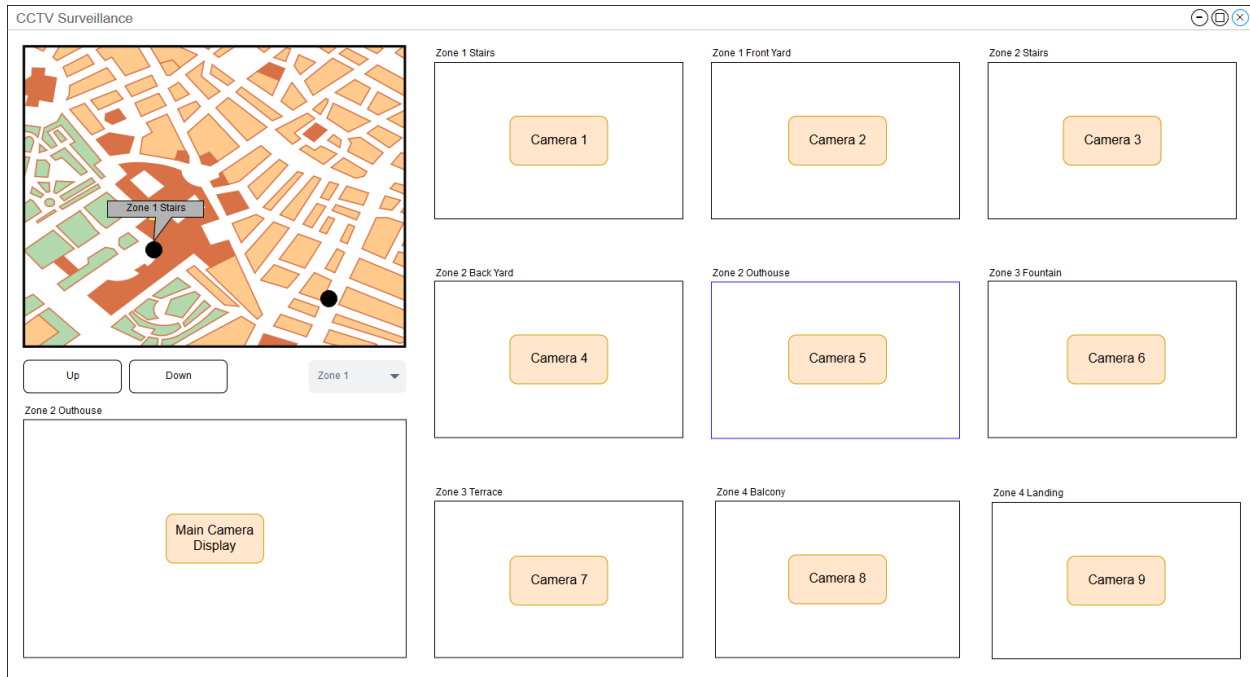 CCTV Surveillance
Zone 1 Stairs
Up
Down
Zone 1
Zone 2 Outhouse
Main Camera
Display
Zone 1 Stairs
Camera 1
Zone 1 Front Yard
Camera 2
Zone 2 Stairs
Camera 3
Zone 2 Back Yard
Camera 4
Zone 2 Outhouse
Camera 5
Zone 3 Fountain
Camera 6
Zone 3 Terrace
Camera 7
Zone 4 Balcony
Camera 8
Zone 4 Landing
Camera 9